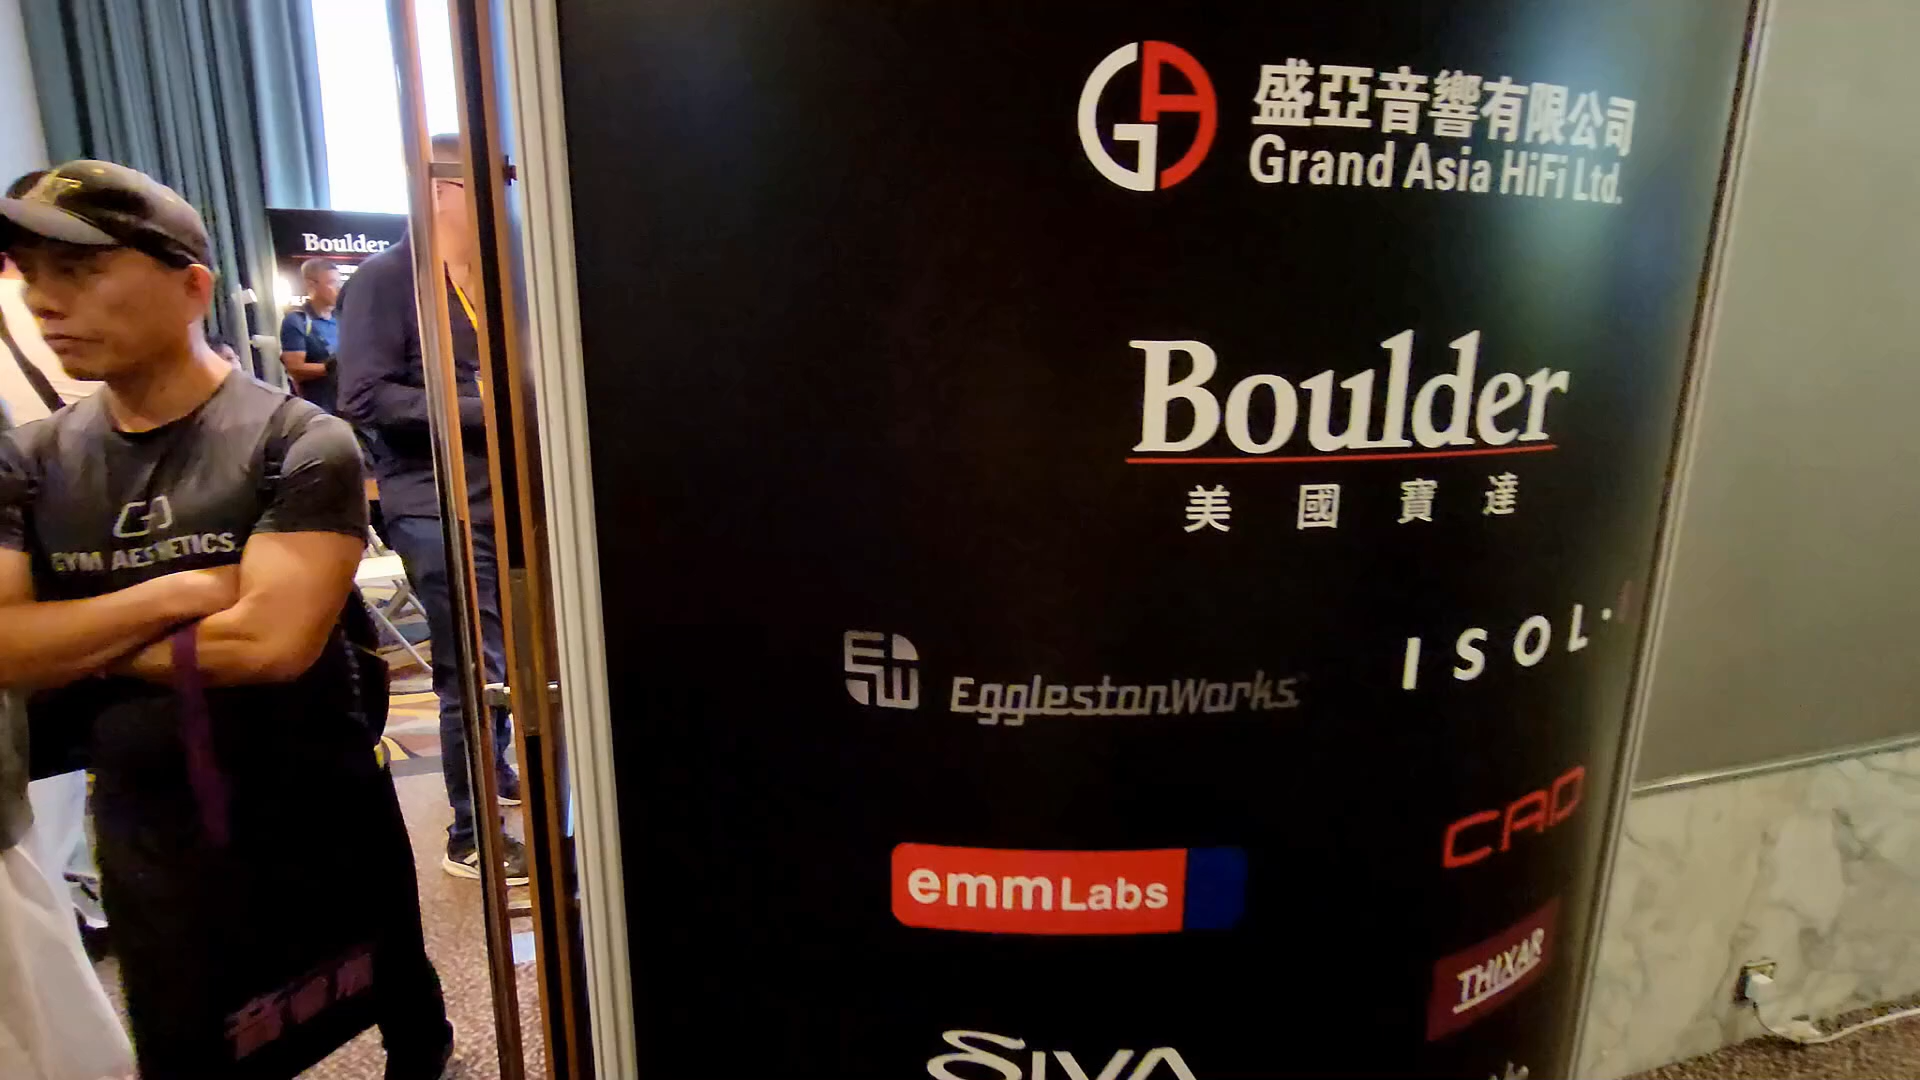 盛亞音響有限公司
Grand Asia HiFi Ltd.
Boulder
美國寶達
EgglestonWorks
ISOL
CAD
emmLabs
THIXAR
SIVA
Boulder
GYM AESTHETICS